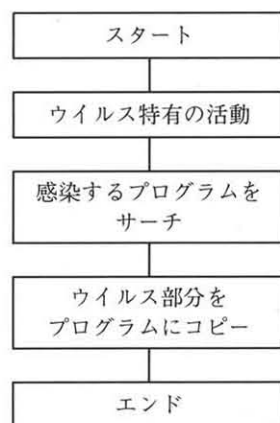 スタート
ウイルス特有の活動
感染するプログラムを
サーチ
ウイルス部分を
プログラムにコピー
エンド